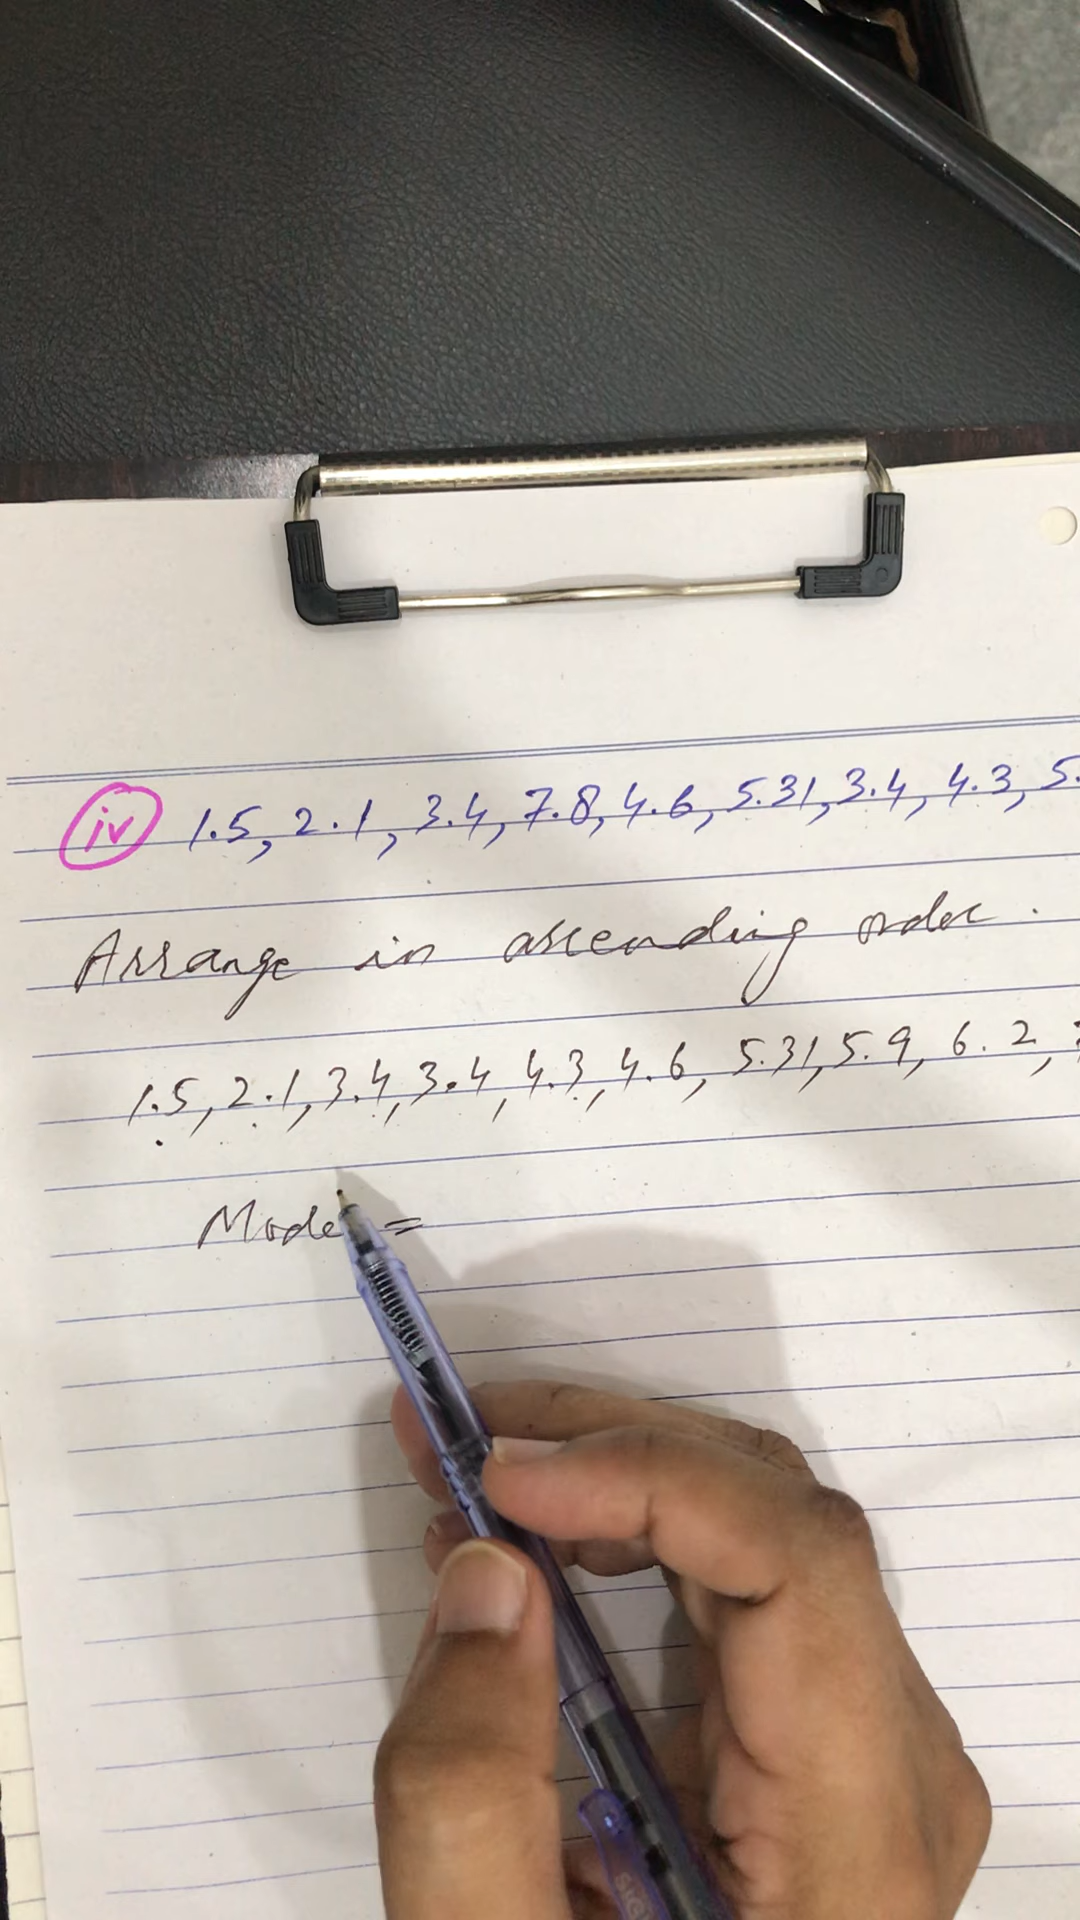 iv 1.5, 2.1, 3.4, 7.8, 4.6, 5.31, 3.4, 4.3, 5.
Arrange in ascending order.
1.5, 2.1, 3.4, 3.4, 4.3, 4.6, 5.31, 5.9, 6.2,
Mode =